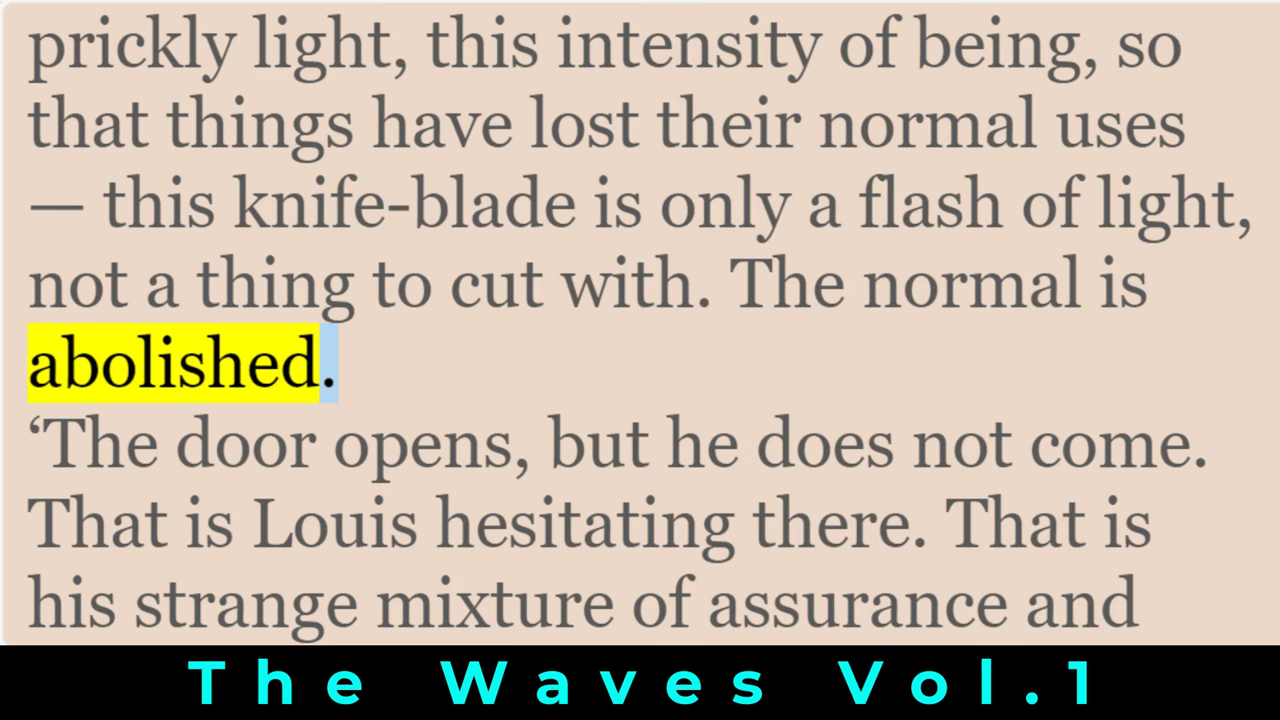 prickly light, this intensity of being, so
that things have lost their normal uses
— this knife-blade is only a flash of light,
not a thing to cut with. The normal is
abolished.
‘The door opens, but he does not come.
That is Louis hesitating there. That is
his strange mixture of assurance and
The Waves Vol.1